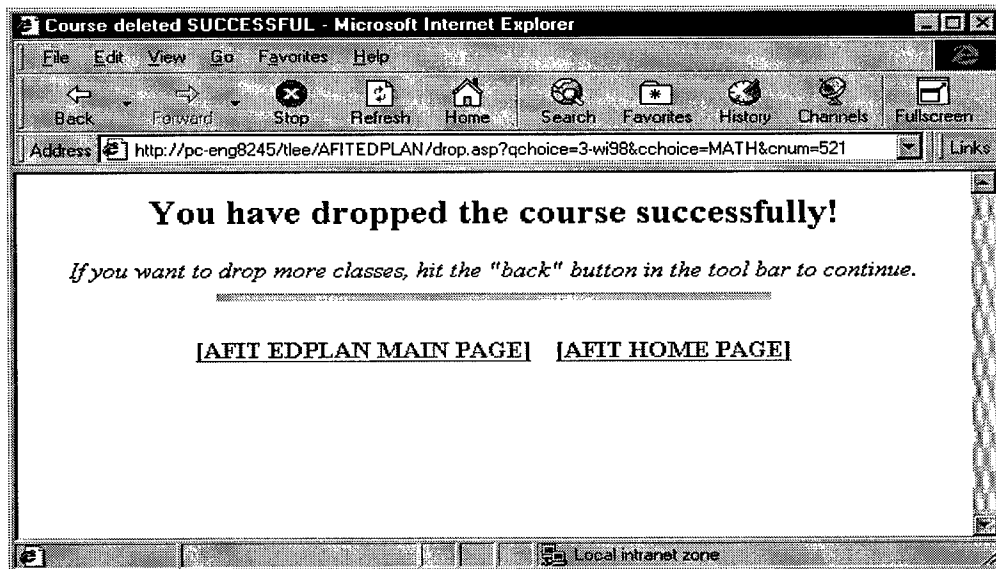 Course deleted SUCCESSFUL - Microsoft Internet Explorer
File Edit View Go Favorites Help
Back Forward Stop Refresh Home Search Favorites History Channels Fullscreen
Address http://pc-eng8245/tlee/AFITEDPLAN/drop.asp?qchoice=3-wi98&cchoice=MATH&cnum=521 Links
You have dropped the course successfully!
If you want to drop more classes, hit the "back" button in the tool bar to continue.
[AFIT EDPLAN MAIN PAGE] [AFIT HOME PAGE]
Local intranet zone